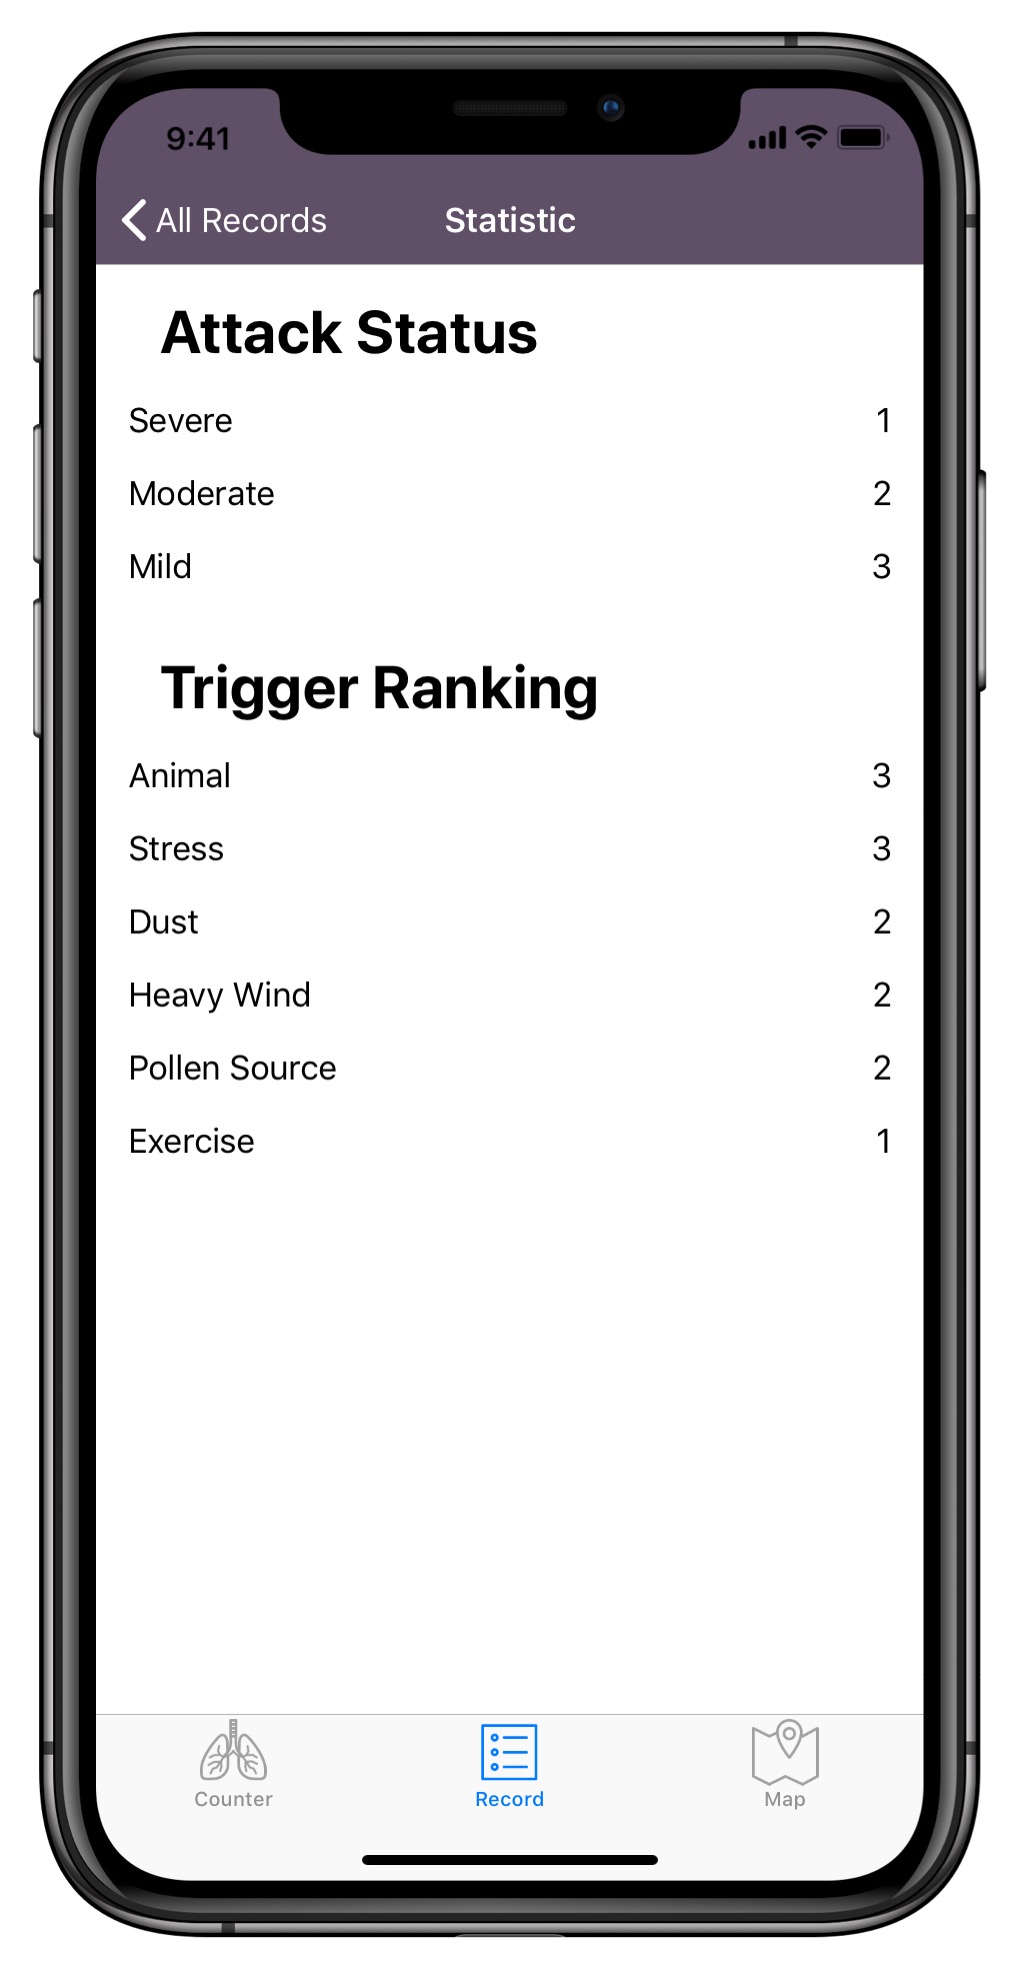 9:41
All Records Statistic
Attack Status
Severe 1
Moderate 2
Mild 3
Trigger Ranking
Animal 3
Stress 3
Dust 2
Heavy Wind 2
Pollen Source 2
Exercise 1
Counter Record Map